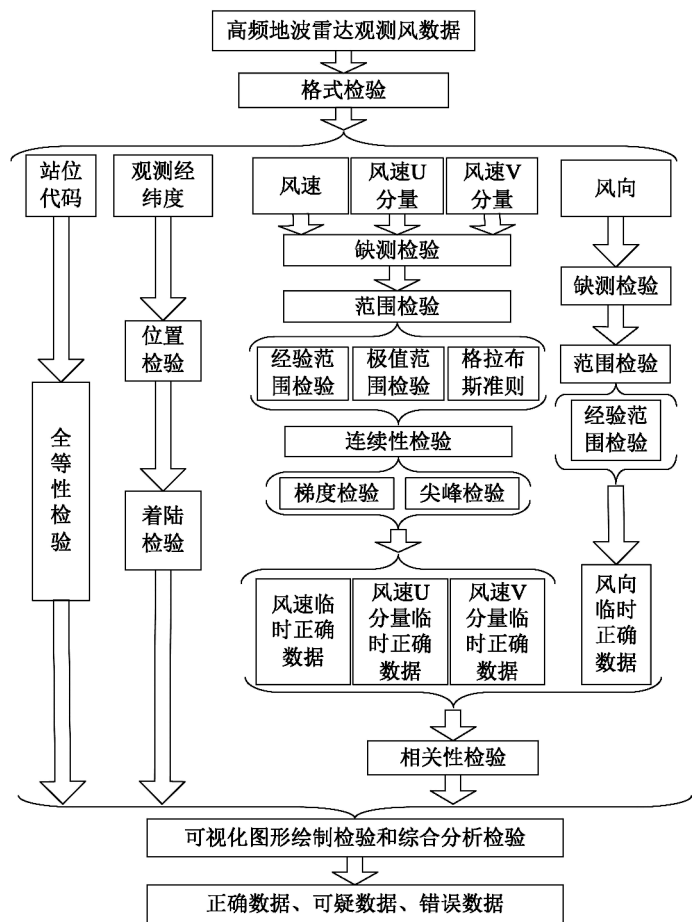 高频地波雷达观测风数据
格式检验
站位
代码
观测经
纬度
风速
风速U
分量
风速V
分量
风向
缺测检验
缺测检验
范围检验
位置
检验
范围检验
经验范
围检验
极值范
围检验
格拉布
斯准则
经验范
围检验
全
等
性
检
验
连续性检验
梯度检验
尖峰检验
着陆
检验
风速临
时正确
数据
风速U
分量临
时正确
数据
风速V
分量临
时正确
数据
风向
临时
正确
数据
相关性检验
可视化图形绘制检验和综合分析检验
正确数据、可疑数据、错误数据